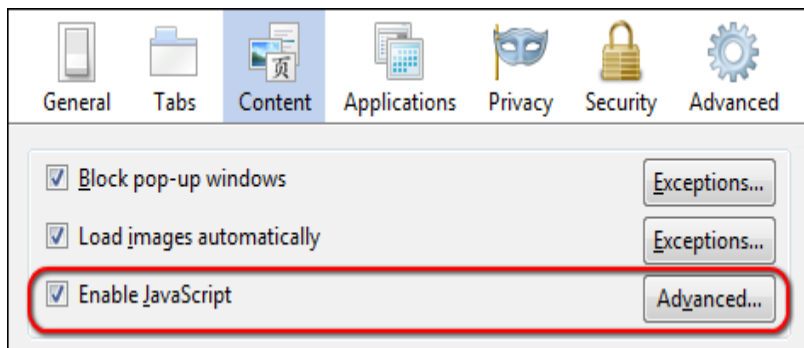 页
General Tabs Content Applications Privacy Security Advanced
Block pop-up windows Exceptions...
Load images automatically Exceptions...
Enable JavaScript Advanced...